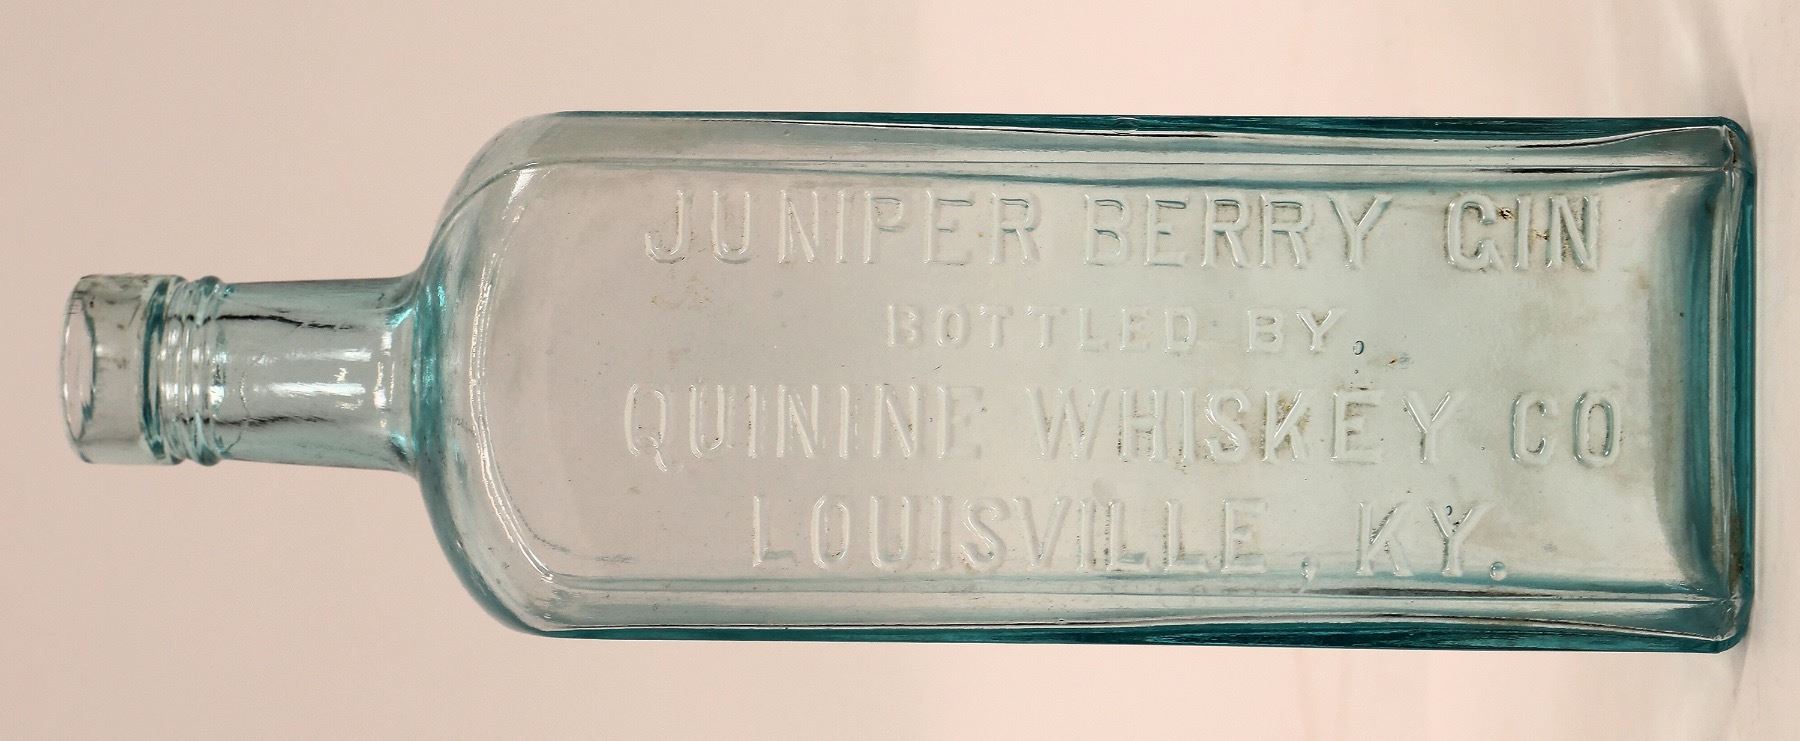 JUNIPER BERRY GIN
BOTTLED BY,
QUININE WHISKEY CO
LOUISVILLE, KY.